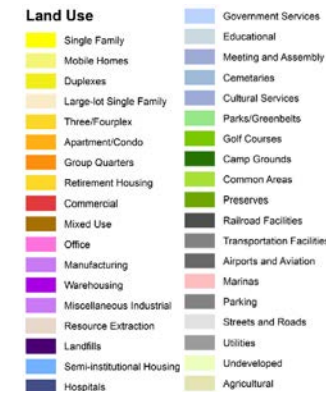 Land Use
Single Family
Mobile Homes
Duplexes
Large-lot Single Family
Three/Fourplex
Apartment/Condo
Group Quarters
Retirement Housing
Commercial
Mixed Use
Office
Manufacturing
Warehousing
Miscellaneous Industrial
Resource Extraction
Landfills
Semi-institutional Housing
Hospitals
Government Services
Educational
Meeting and Assembly
Cemetaries
Cultural Services
Parks/Greenbelts
Golf Courses
Camp Grounds
Common Areas
Preserves
Railroad Facilities
Transportation Facilities
Airports and Aviation
Marinas
Parking
Streets and Roads
Utilities
Undeveloped
Agricultural